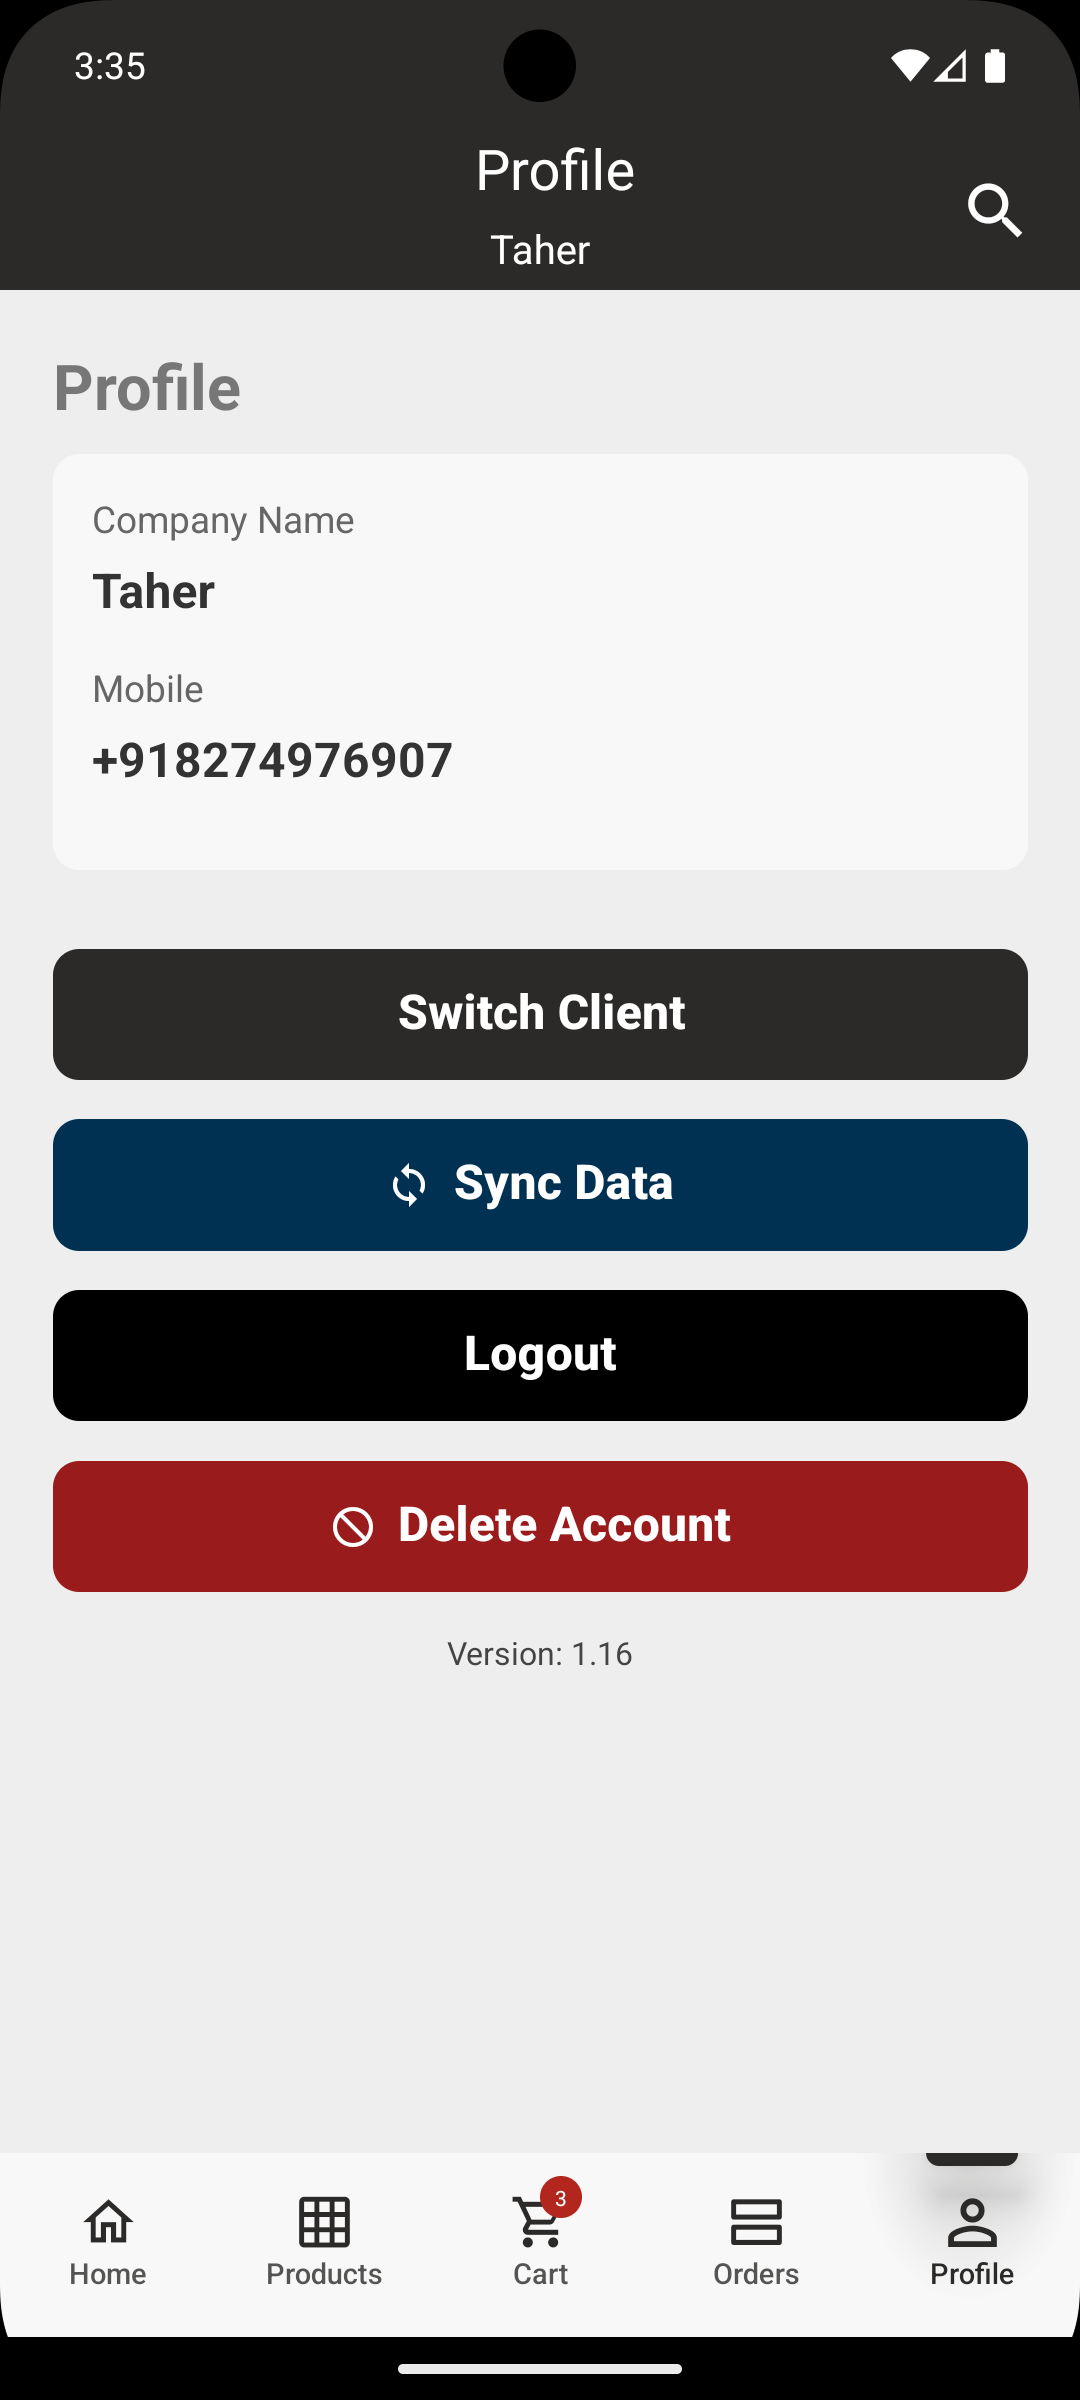 3:35
Profile
Taher
Profile
Company Name
Taher
Mobile
+918274976907
Switch Client
Sync Data
Logout
Delete Account
Version: 1.16
3
Home
Products
Cart
Orders
Profile